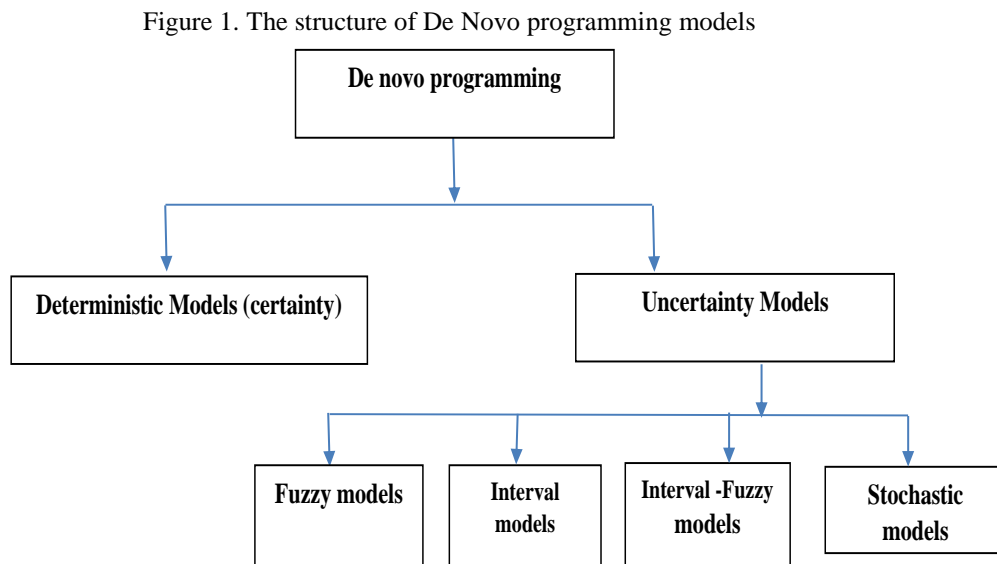 Figure 1. The structure of De Novo programming models
De novo programming
Deterministic Models (certainty)
Uncertainty Models
Fuzzy models
Interval
models
Interval -Fuzzy
models
Stochastic
models